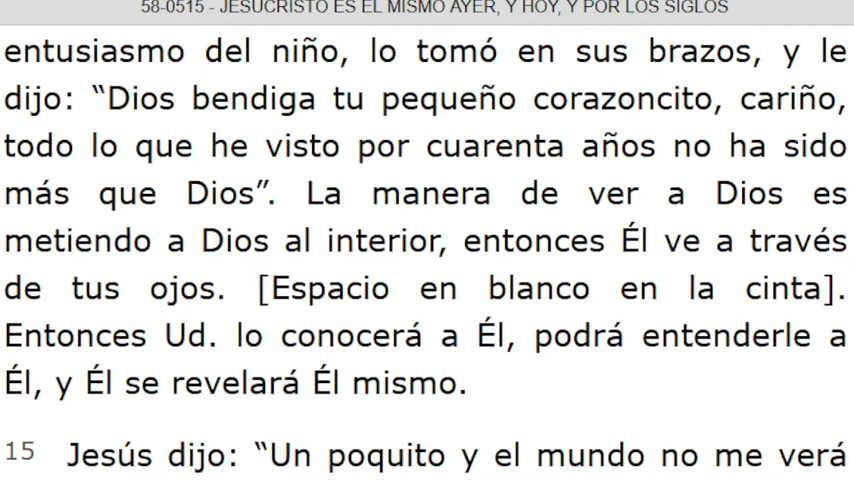 58-0515 - JESUCRISTO ES EL MISMO AYER, Y HOY, Y POR LOS SIGLOS
entusiasmo del niño, lo tomó en sus brazos, y le
dijo: “Dios bendiga tu pequeño corazoncito, cariño,
todo lo que he visto por cuarenta años no ha sido
más que Dios”. La manera de ver a Dios es
metiendo a Dios al interior, entonces Él ve a través
de tus ojos. [Espacio en blanco en la cinta].
Entonces Ud. lo conocerá a Él, podrá entenderle a
Él, y Él se revelará Él mismo.
15 Jesús dijo: “Un poquito y el mundo no me verá